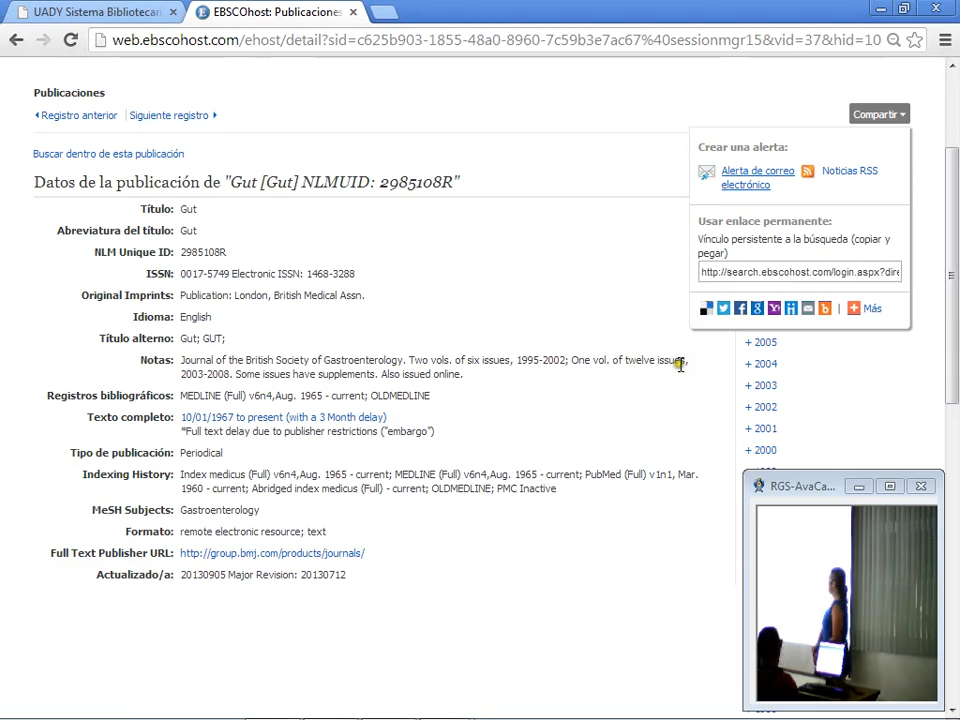 UADY Sistema Bibliotecari
EBSCOhost: Publicaciones
web.ebscohost.com/ehost/detail?sid=c625b903-1855-48a0-8960-7c59b3e7ac67%40sessionmgr15&vid=37&hid=10
Publicaciones
Registro anterior
Siguiente registro
Compartir
Crear una alerta:
Alerta de correo electrónico
Noticias RSS
Usar enlace permanente:
Vínculo persistente a la búsqueda (copiar y
pegar)
http://search.ebscohost.com/login.aspx?dire
Más
Buscar dentro de esta publicación
Datos de la publicación de "Gut [Gut] NLMUID: 2985108R"
Título: Gut
Abreviatura del título: Gut
NLM Unique ID: 2985108R
ISSN: 0017-5749 Electronic ISSN: 1468-3288
Original Imprints: Publication: London, British Medical Assn.
Idioma: English
Título alterno: Gut; GUT;
Notas: Journal of the British Society of Gastroenterology. Two vols. of six issues, 1995-2002; One vol. of twelve issues,
2003-2008. Some issues have supplements. Also issued online.
Registros bibliográficos: MEDLINE (Full) v6n4,Aug. 1965 - current; OLDMEDLINE
Texto completo: 10/01/1967 to present (with a 3 Month delay)
*Full text delay due to publisher restrictions ("embargo")
Tipo de publicación: Periodical
Indexing History: Index medicus (Full) v6n4,Aug. 1965 - current; MEDLINE (Full) v6n4,Aug. 1965 - current; PubMed (Full) v1n1, Mar.
1960 - current; Abridged index medicus (Full) - current; OLDMEDLINE; PMC Inactive
MeSH Subjects: Gastroenterology
Formato: remote electronic resource; text
Full Text Publisher URL: http://group.bmj.com/products/journals/
Actualizado/a: 20130905 Major Revision: 20130712
+ 2005
+ 2004
+ 2003
+ 2002
+ 2001
+ 2000
RGS-AvaCa...